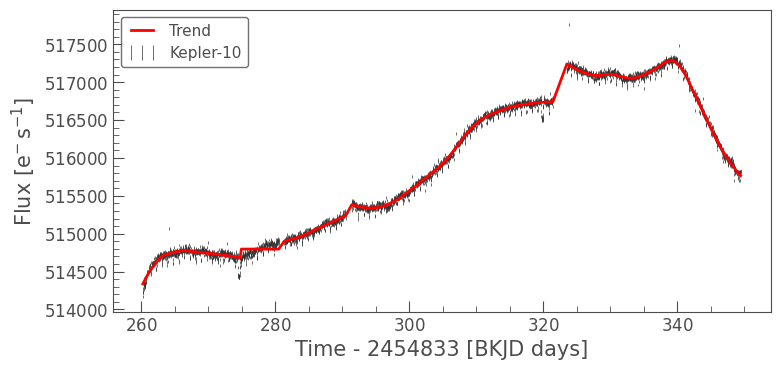 Trend
Kepler-10
517500
517000
516500
516000
515500
515000
514500
514000
Flux [e⁻ s⁻¹]
260 280 300 320 340
Time - 2454833 [BKJD days]